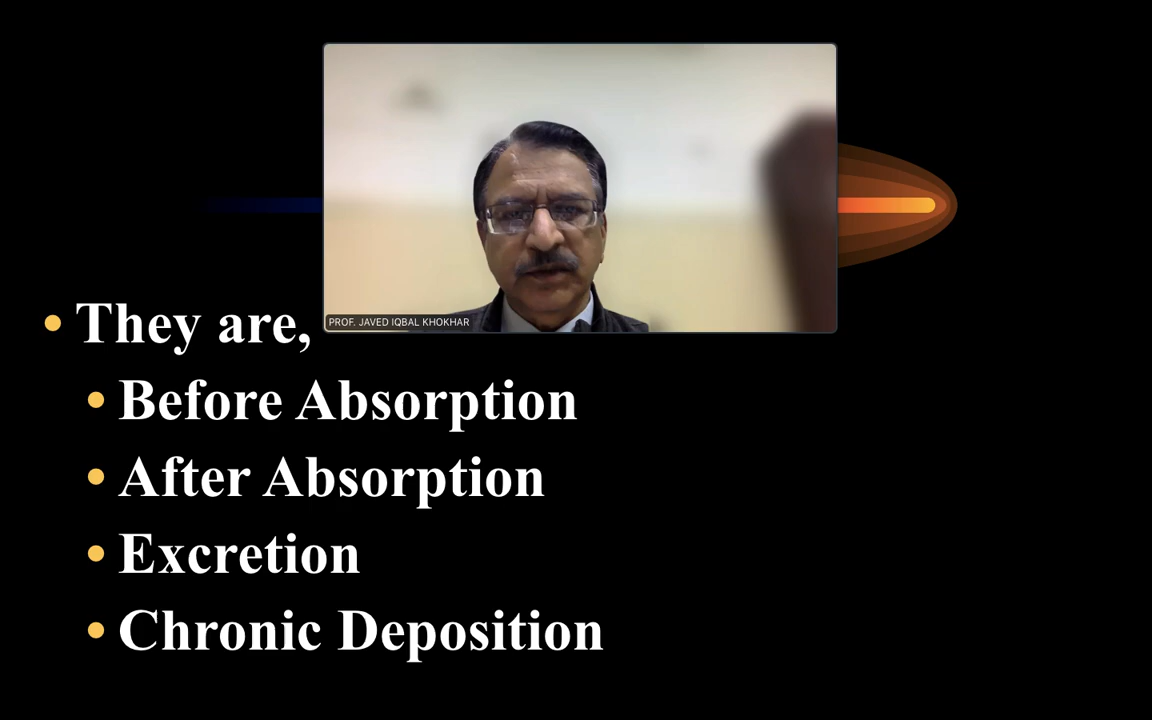 PROF. JAVED IQBAL KHOKHAR
• They are,
• Before Absorption
• After Absorption
• Excretion
• Chronic Deposition